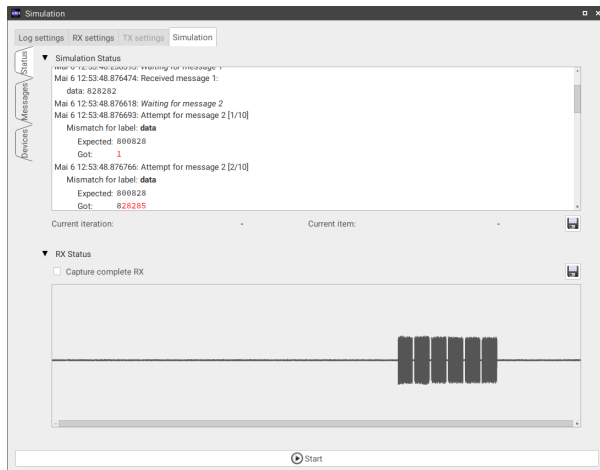 Simulation
Log settings RX settings TX settings Simulation
Status
Messages
Devices
Simulation Status
Mai 6 12:53:48.876474: Received message 1:
data: 828282
Mai 6 12:53:48.876618: Waiting for message 2
Mai 6 12:53:48.876693: Attempt for message 2 [1/10]
Mismatch for label: data
Expected: 800828
Got: 1
Mai 6 12:53:48.876766: Attempt for message 2 [2/10]
Mismatch for label: data
Expected: 800828
Got: 828285
Current iteration: - Current item: -
RX Status
Capture complete RX
Start